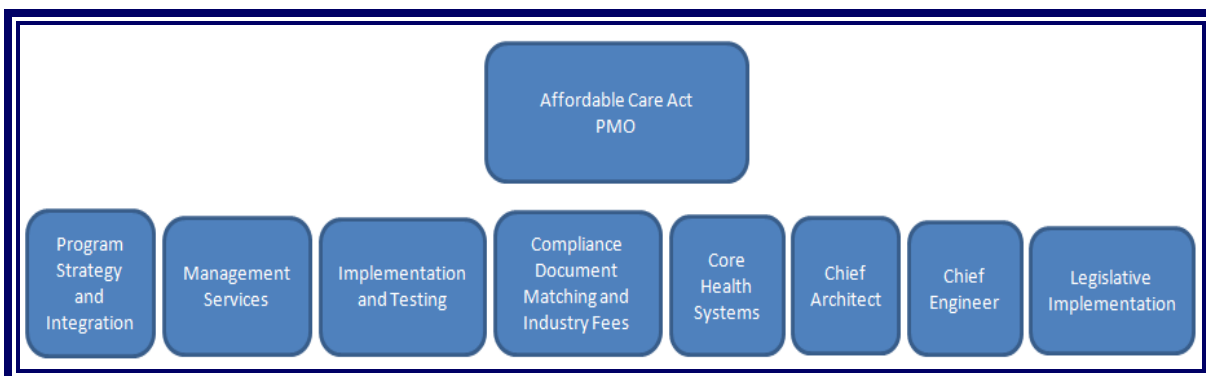 Affordable Care Act
PMO
Program
Strategy
and
Integration
Management
Services
Implementation
and Testing
Compliance
Document
Matching and
Industry Fees
Core
Health
Systems
Chief
Architect
Chief
Engineer
Legislative
Implementation